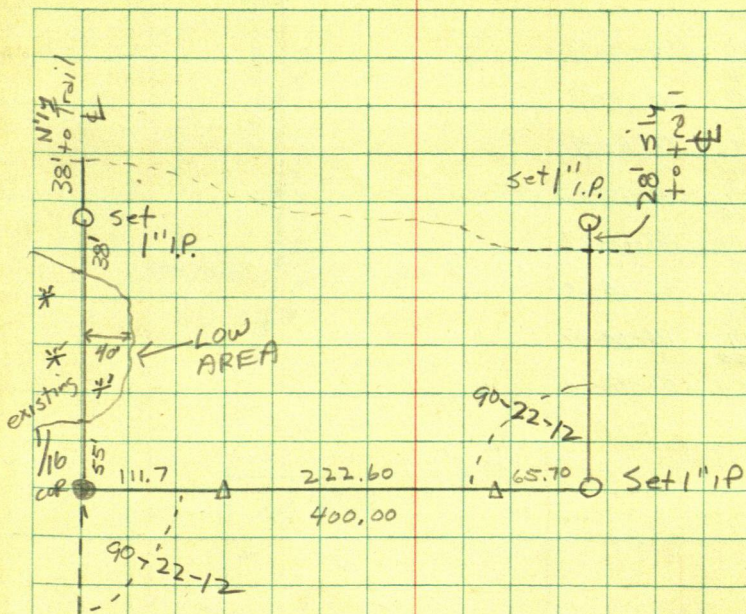 N'ly
38' to trail
℄
set
1" I.P.
38'
40'
LOW
AREA
existing
1/16
COR
55'
111.7
222.60
65.70
400.00
90-22-12
90-22-12
set 1" I.P.
28' S'ly
℄
Set 1" IP